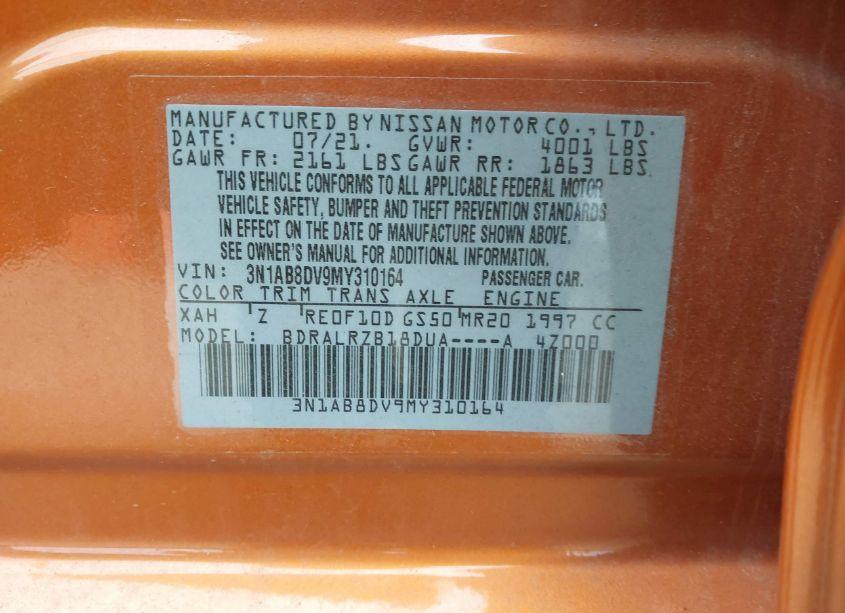 MANUFACTURED BY NISSAN MOTOR CO., LTD.
DATE: 07/21. GVWR: 4001 LBS
GAWR FR: 2161 LBS GAWR RR: 1863 LBS
THIS VEHICLE CONFORMS TO ALL APPLICABLE FEDERAL MOTOR
VEHICLE SAFETY, BUMPER AND THEFT PREVENTION STANDARDS
IN EFFECT ON THE DATE OF MANUFACTURE SHOWN ABOVE.
SEE OWNER'S MANUAL FOR ADDITIONAL INFORMATION.
VIN: 3N1AB8DV9MY310164 PASSENGER CAR.
COLOR TRIM TRANS AXLE ENGINE
XAH Z RE0F10D GS50 MR20 1997 CC
MODEL: BDRALRZB18DUA----A 4Z000
3N1AB8DV9MY310164